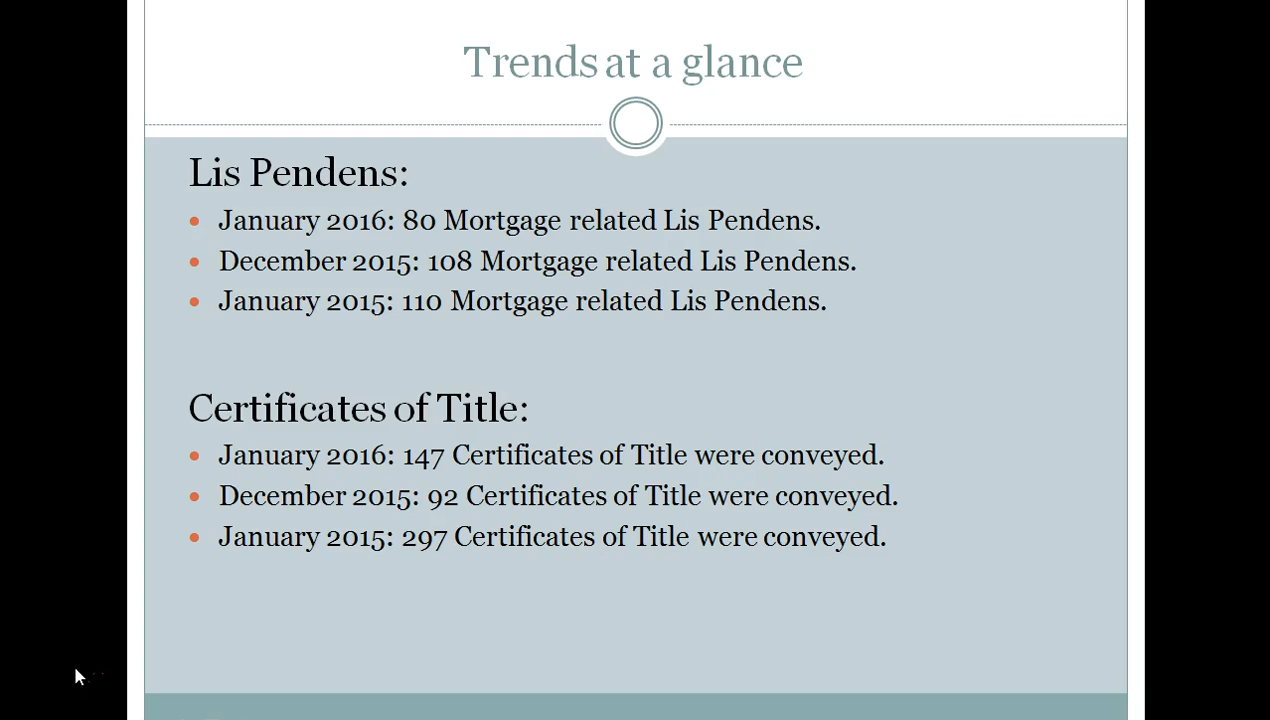 Trends at a glance
Lis Pendens:
January 2016: 80 Mortgage related Lis Pendens.
December 2015: 108 Mortgage related Lis Pendens.
January 2015: 110 Mortgage related Lis Pendens.
Certificates of Title:
January 2016: 147 Certificates of Title were conveyed.
December 2015: 92 Certificates of Title were conveyed.
January 2015: 297 Certificates of Title were conveyed.